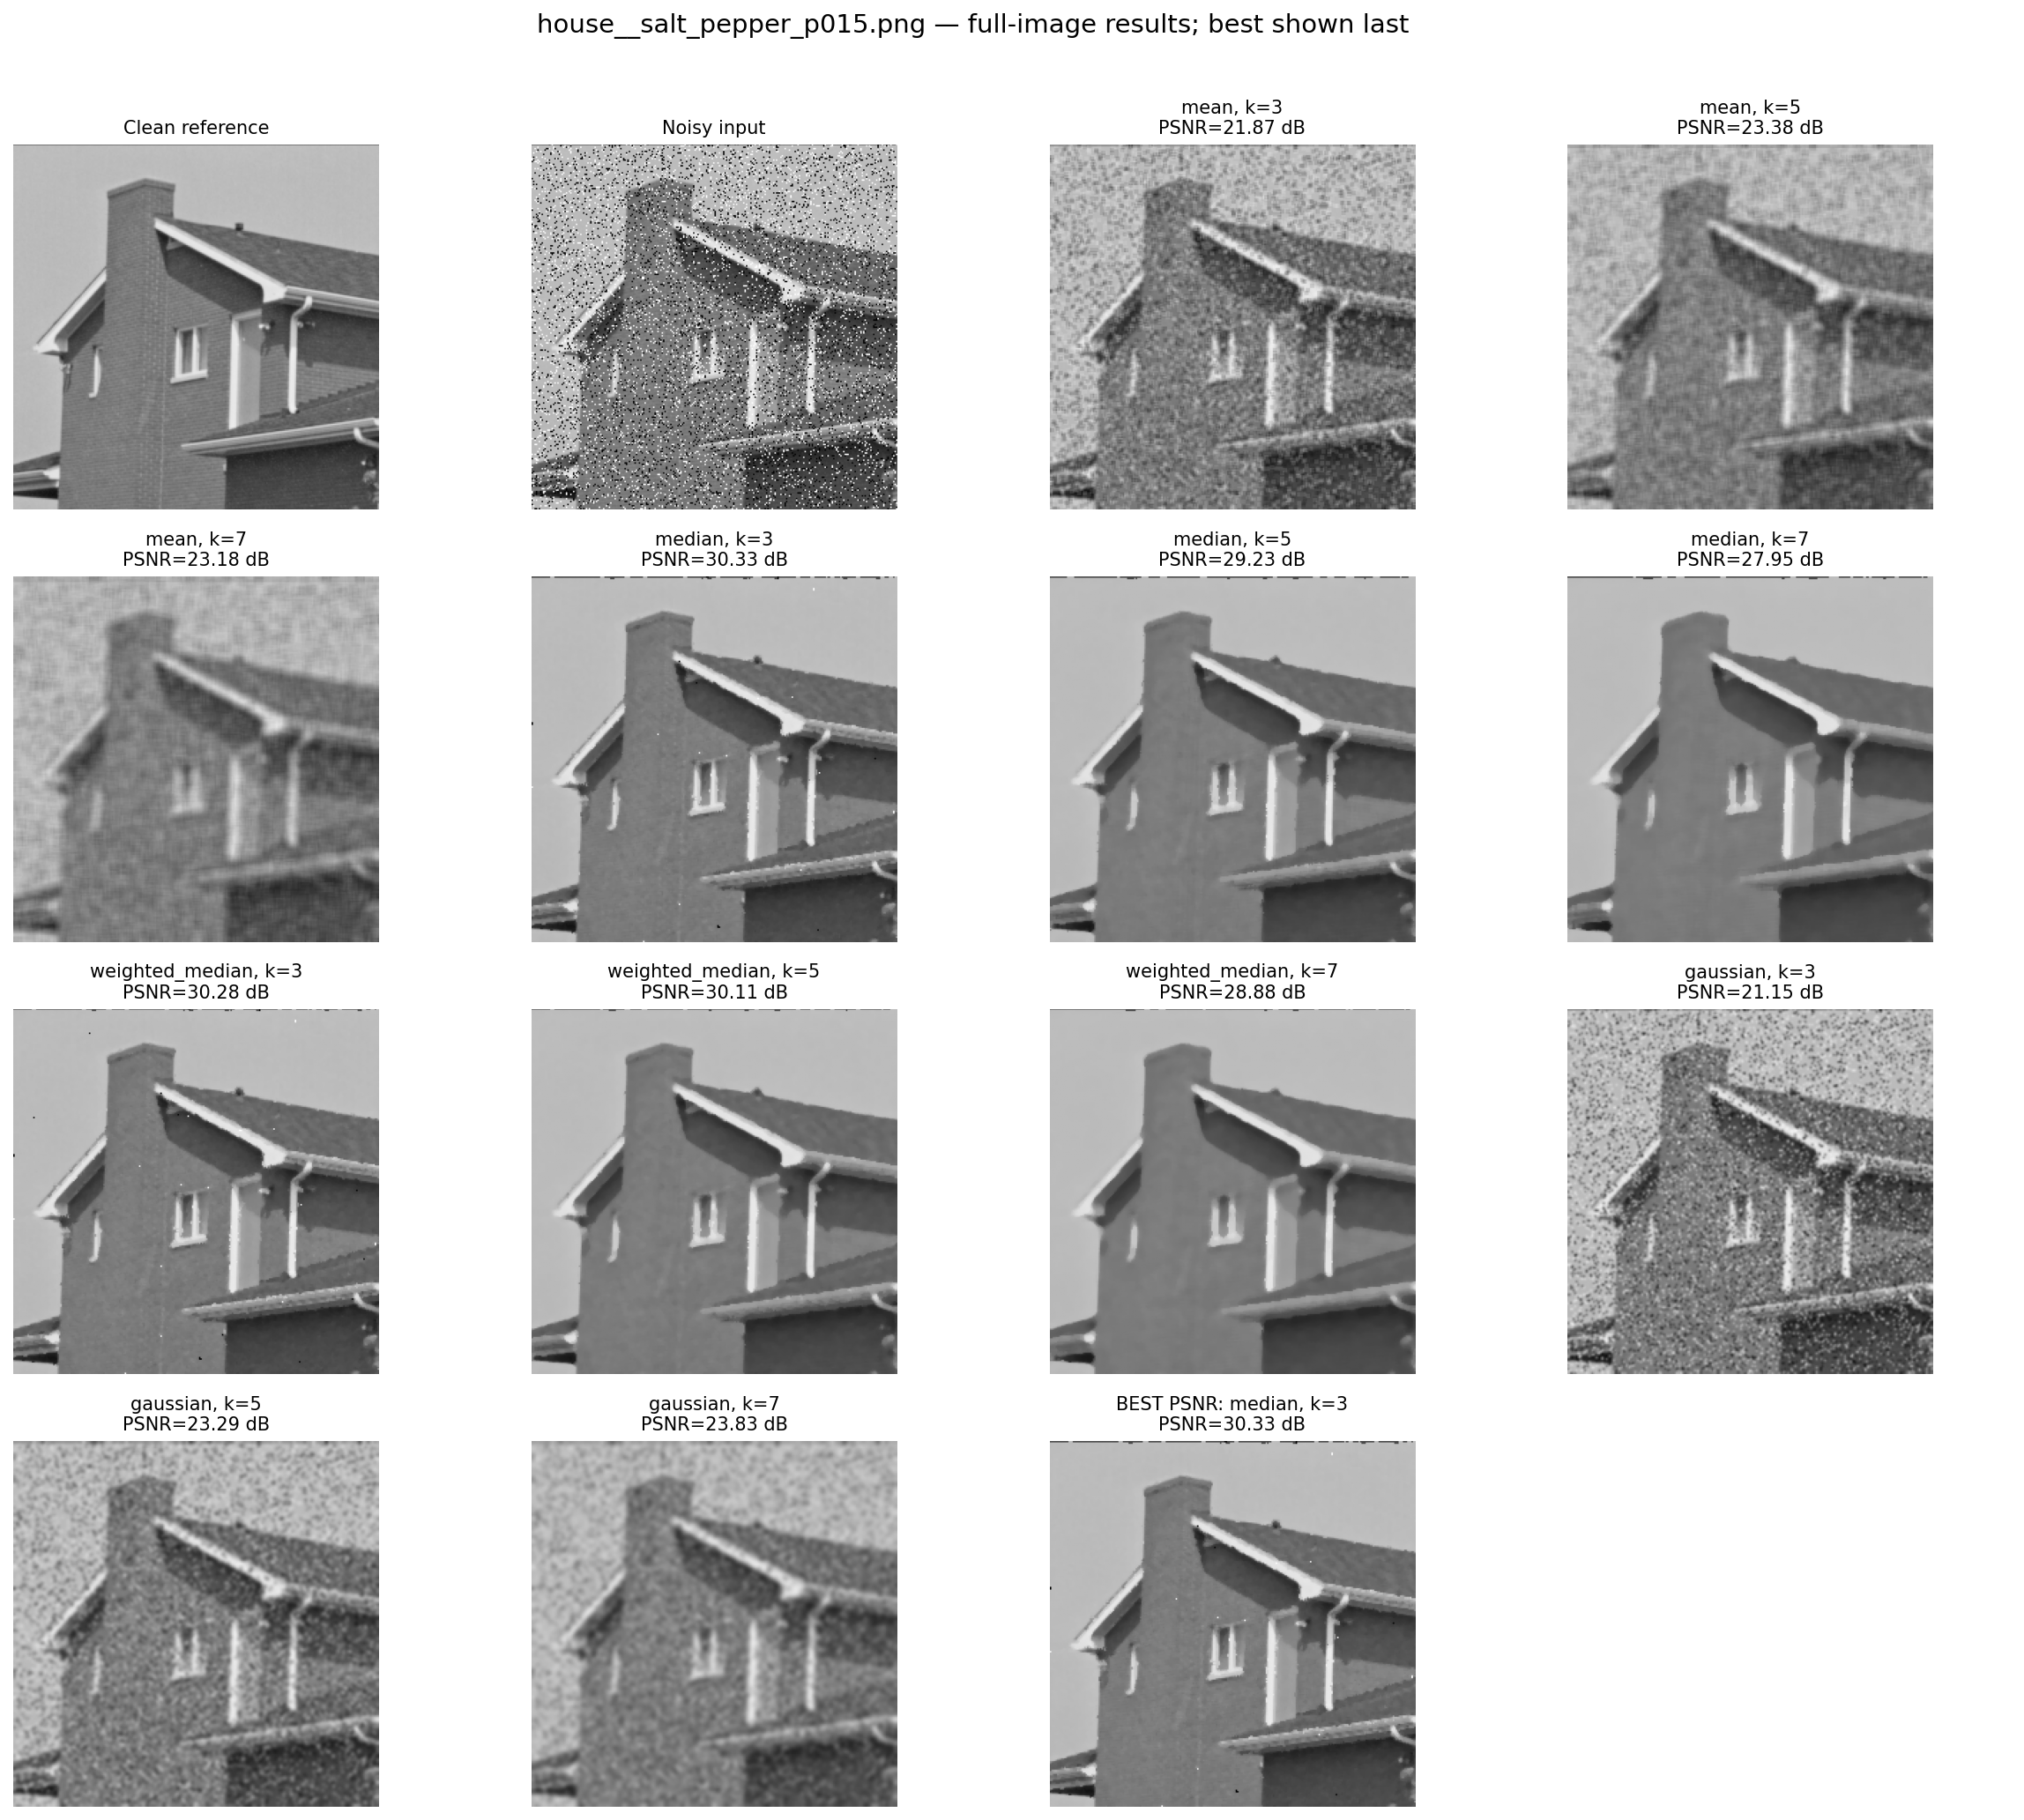 house__salt_pepper_p015.png — full-image results; best shown last
Clean reference
Noisy input
mean, k=3
PSNR=21.87 dB
mean, k=5
PSNR=23.38 dB
mean, k=7
PSNR=23.18 dB
median, k=3
PSNR=30.33 dB
median, k=5
PSNR=29.23 dB
median, k=7
PSNR=27.95 dB
weighted_median, k=3
PSNR=30.28 dB
weighted_median, k=5
PSNR=30.11 dB
weighted_median, k=7
PSNR=28.88 dB
gaussian, k=3
PSNR=21.15 dB
gaussian, k=5
PSNR=23.29 dB
gaussian, k=7
PSNR=23.83 dB
BEST PSNR: median, k=3
PSNR=30.33 dB